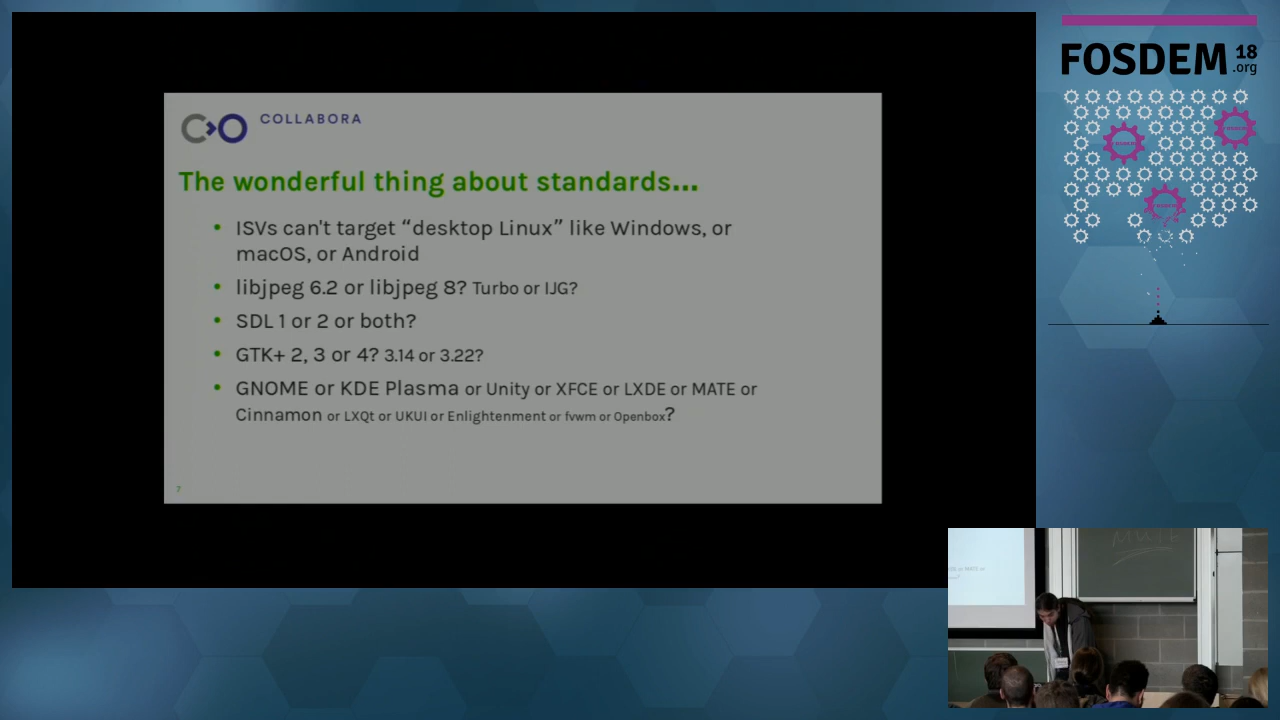 COLLABORA
The wonderful thing about standards...
• ISVs can't target “desktop Linux” like Windows, or
macOS, or Android
• libjpeg 6.2 or libjpeg 8? Turbo or IJG?
• SDL 1 or 2 or both?
• GTK+ 2, 3 or 4? 3.14 or 3.22?
• GNOME or KDE Plasma or Unity or XFCE or LXDE or MATE or
Cinnamon or LXQt or UKUI or Enlightenment or fvwm or Openbox?
7
FOSDEM 18
.org